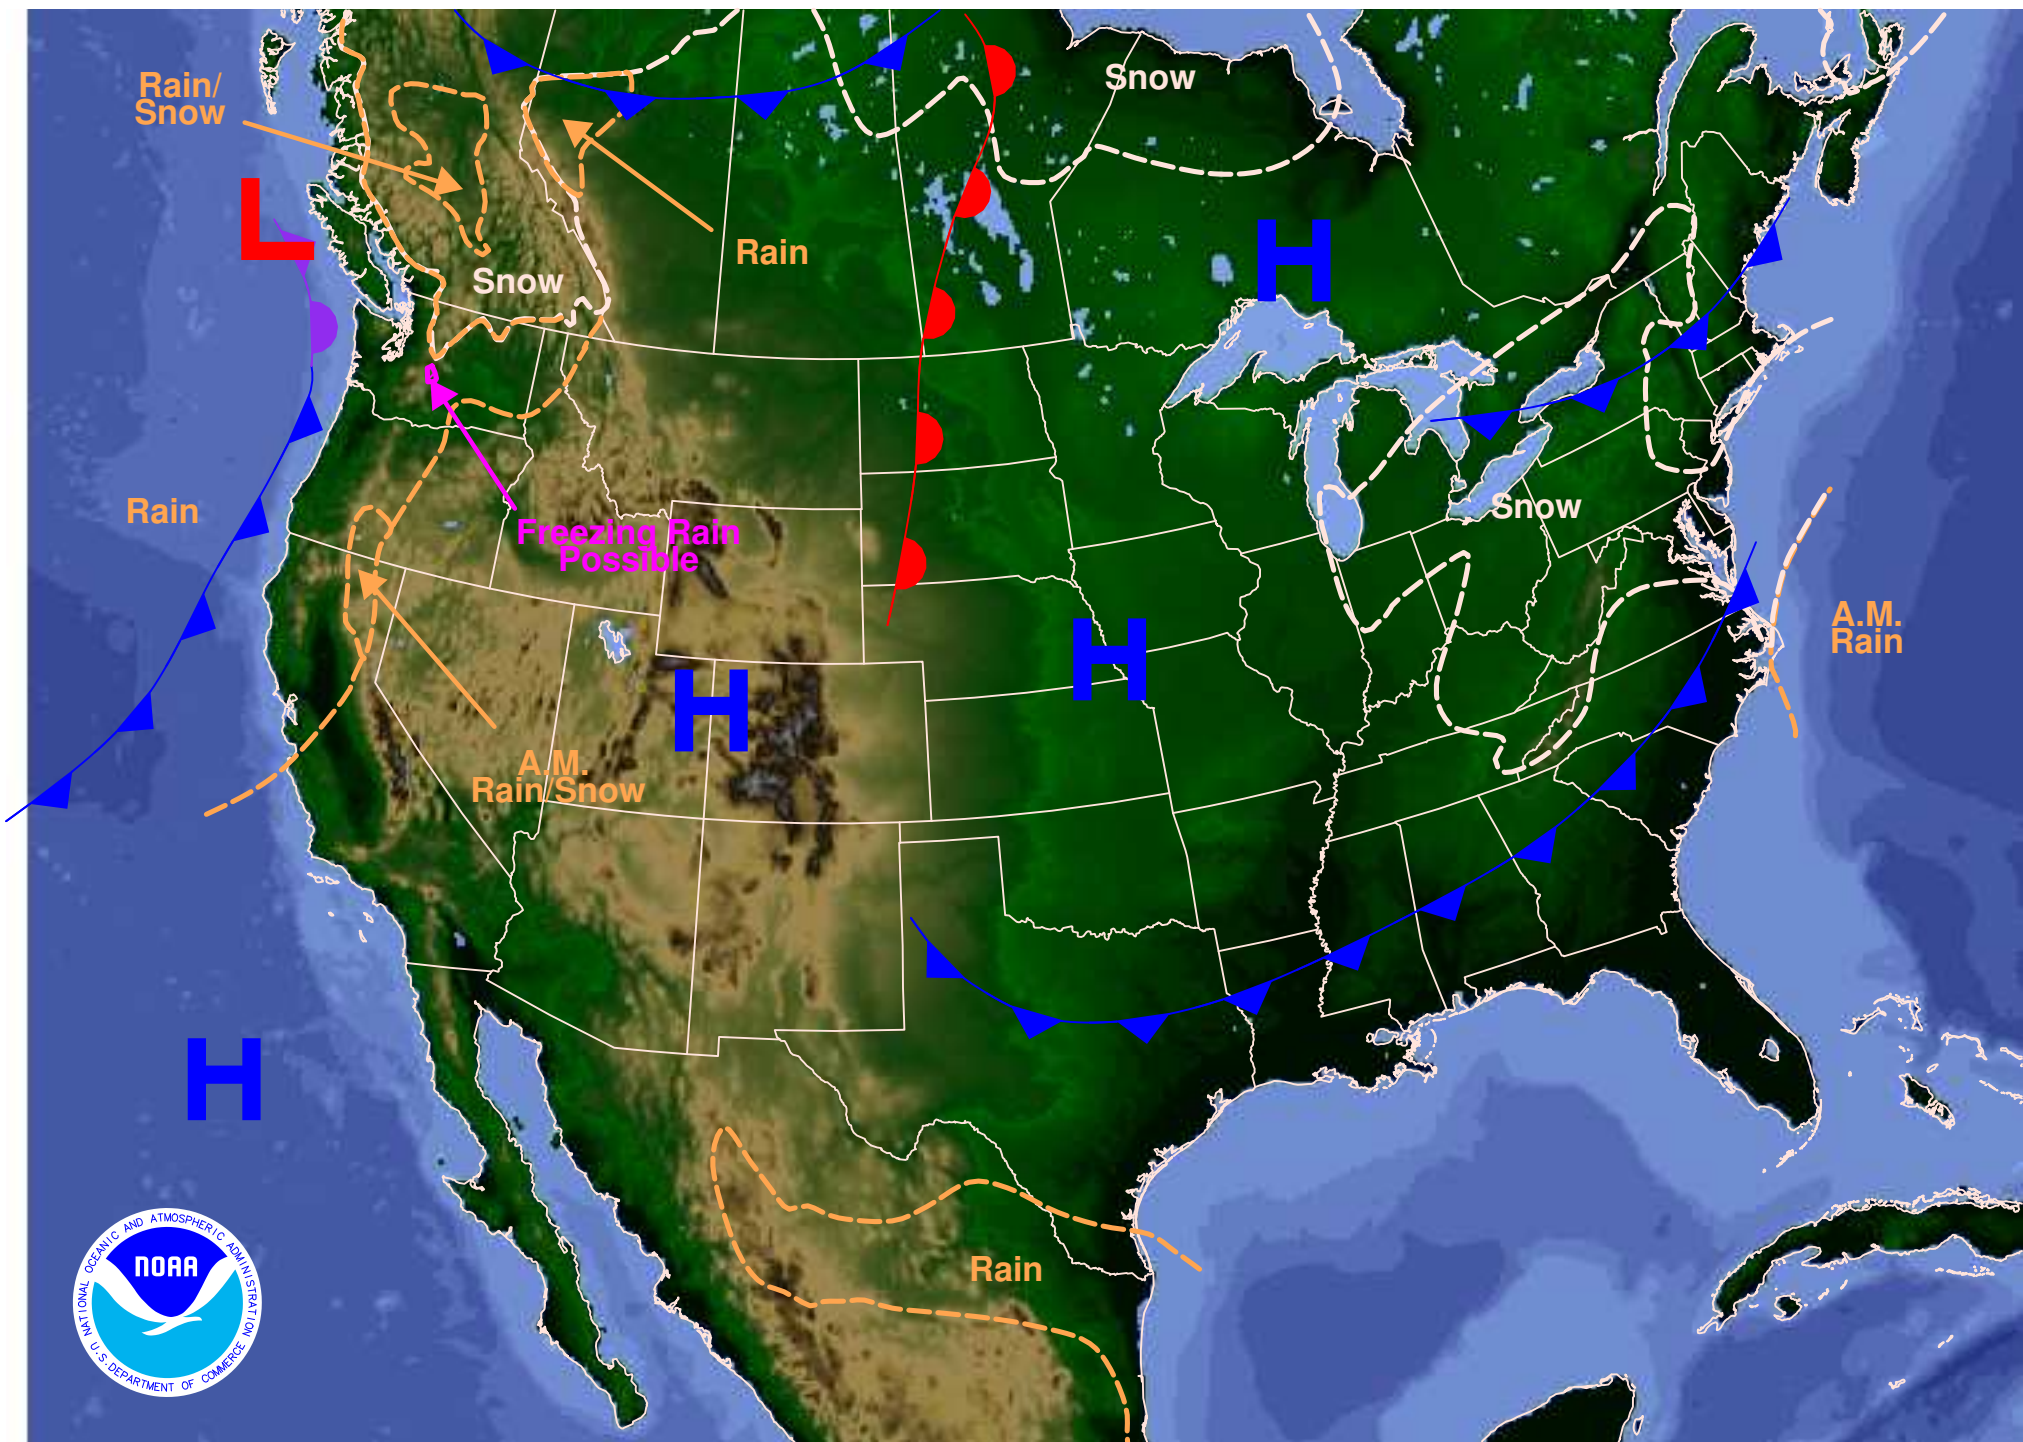 Rain/
Snow
Snow
L
Rain
H
Snow
Rain
Freezing Rain
Possible
Snow
A.M.
Rain
H
H
A.M.
Rain/Snow
H
Rain
NATIONAL OCEANIC AND ATMOSPHERIC ADMINISTRATION
NOAA
U.S. DEPARTMENT OF COMMERCE